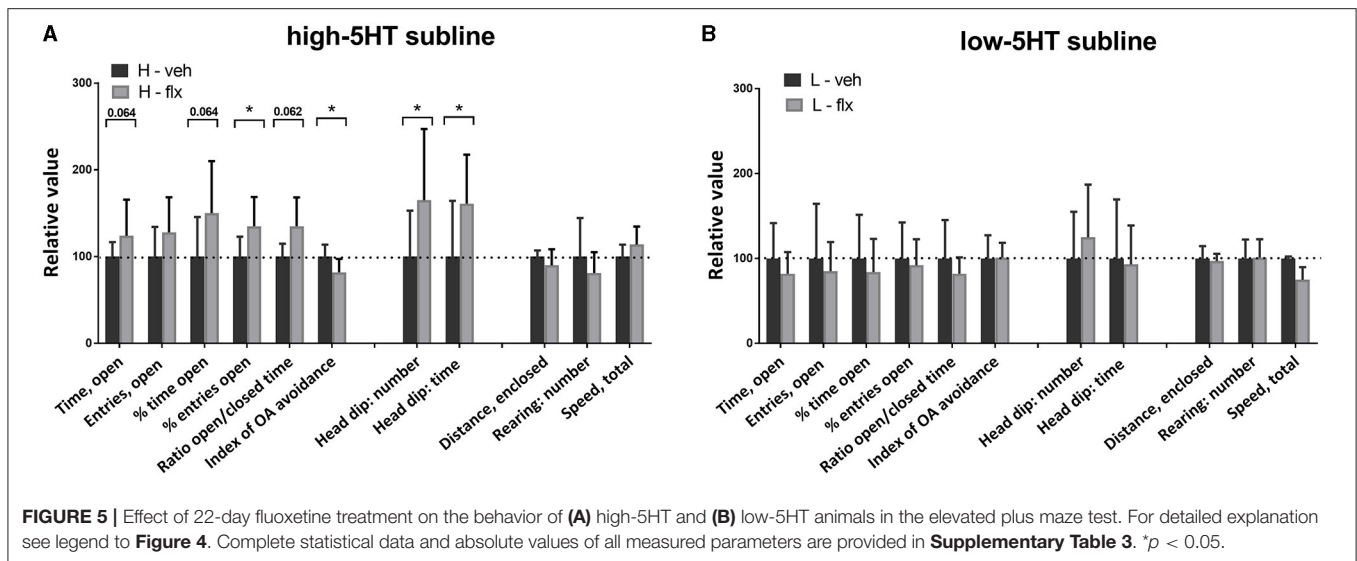 A
high-5HT subline
H - veh
H - flx
Relative value
300
200
100
0
0.064
0.064
*
0.062
*
*
*
Time, open
Entries, open
% time open
% entries open
Ratio open/closed time
Index of OA avoidance
Head dip: number
Head dip: time
Distance, enclosed
Rearing: number
Speed, total
B
low-5HT subline
L - veh
L - flx
Relative value
300
200
100
0
Time, open
Entries, open
% time open
% entries open
Ratio open/closed time
Index of OA avoidance
Head dip: number
Head dip: time
Distance, enclosed
Rearing: number
Speed, total
FIGURE 5 | Effect of 22-day fluoxetine treatment on the behavior of (A) high-5HT and (B) low-5HT animals in the elevated plus maze test. For detailed explanation
see legend to Figure 4. Complete statistical data and absolute values of all measured parameters are provided in Supplementary Table 3. *p < 0.05.